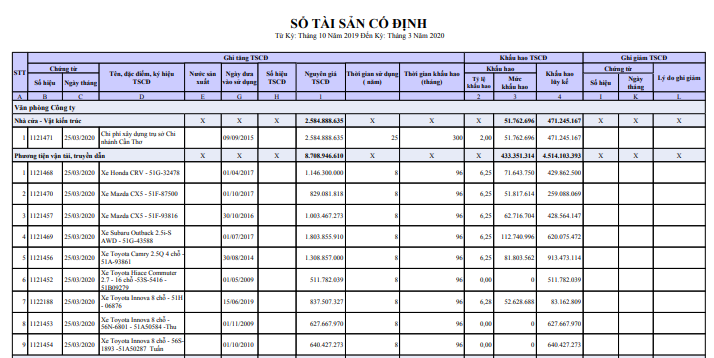 SỔ TÀI SẢN CỐ ĐỊNH
Từ Kỳ: Tháng 10 Năm 2019 Đến Kỳ: Tháng 3 Năm 2020
STT Ghi tăng TSCĐ Khấu hao TSCĐ Ghi giảm TSCĐ
Chứng từ Tên, đặc điểm, ký hiệu TSCĐ Nước sản xuất Ngày đưa vào sử dụng Số hiệu TSCĐ Nguyên giá TSCĐ Thời gian sử dụng ( năm) Thời gian khấu hao (tháng) Khấu hao Khấu hao lũy kế Chứng từ Lý do ghi giảm
Số hiệu Ngày tháng Tỷ lệ khấu hao Mức khấu hao Số hiệu Ngày tháng
A B C D E G H I X X 2 3 4 I K L
Văn phòng Công ty
Nhà cửa - Vật kiến trúc X X X 2.584.888.635 X X X 51.762.696 471.245.167 X X X
1 1121471 25/03/2020 Chi phí xây dựng trụ sở Chi nhánh Cần Thơ 09/09/2015 2.584.888.635 25 300 2,00 51.762.696 471.245.167
Phương tiện vận tải, truyền dẫn X X X 8.708.946.610 X X X 433.351.314 4.514.103.393 X X X
1 1121468 25/03/2020 Xe Honda CRV - 51G-32478 01/04/2017 1.146.300.000 8 96 6,25 71.643.750 429.862.500
2 1121470 25/03/2020 Xe Mazda CX5 - 51F-87500 01/10/2017 829.081.818 8 96 6,25 51.817.614 259.088.069
3 1121457 25/03/2020 Xe Mazda CX5 - 51F-93816 30/10/2016 1.003.467.273 8 96 6,25 62.716.704 428.564.147
4 1121469 25/03/2020 Xe Subaru Outback 2.5i-S AWD - 51G-43588 01/07/2017 1.803.855.910 8 96 6,25 112.740.996 620.075.472
5 1121456 25/03/2020 Xe Toyota Camry 2.5Q 4 chỗ - 51A-93861 30/08/2014 1.308.857.000 8 96 6,25 81.803.562 913.473.114
6 1121452 25/03/2020 Xe Toyota Hiace Commuter 2.7 - 16 chỗ -53S-5416 - 51B09279 01/05/2009 511.782.039 8 96 0,00 0 511.782.039
7 1122188 25/03/2020 Xe Toyota Innova 8 chỗ - 51H - 06876 15/06/2019 837.507.327 8 96 6,28 52.628.688 83.162.809
8 1121453 25/03/2020 Xe Toyota Innova 8 chỗ - 56N-6801 - 51A50584 -Thu 01/11/2009 627.667.970 8 96 0,00 0 627.667.970
9 1121454 25/03/2020 Xe Toyota Innova 8 chỗ - 56S-1893 -51A50287 Tuấn 01/10/2010 640.427.273 8 96 0,00 0 640.427.273